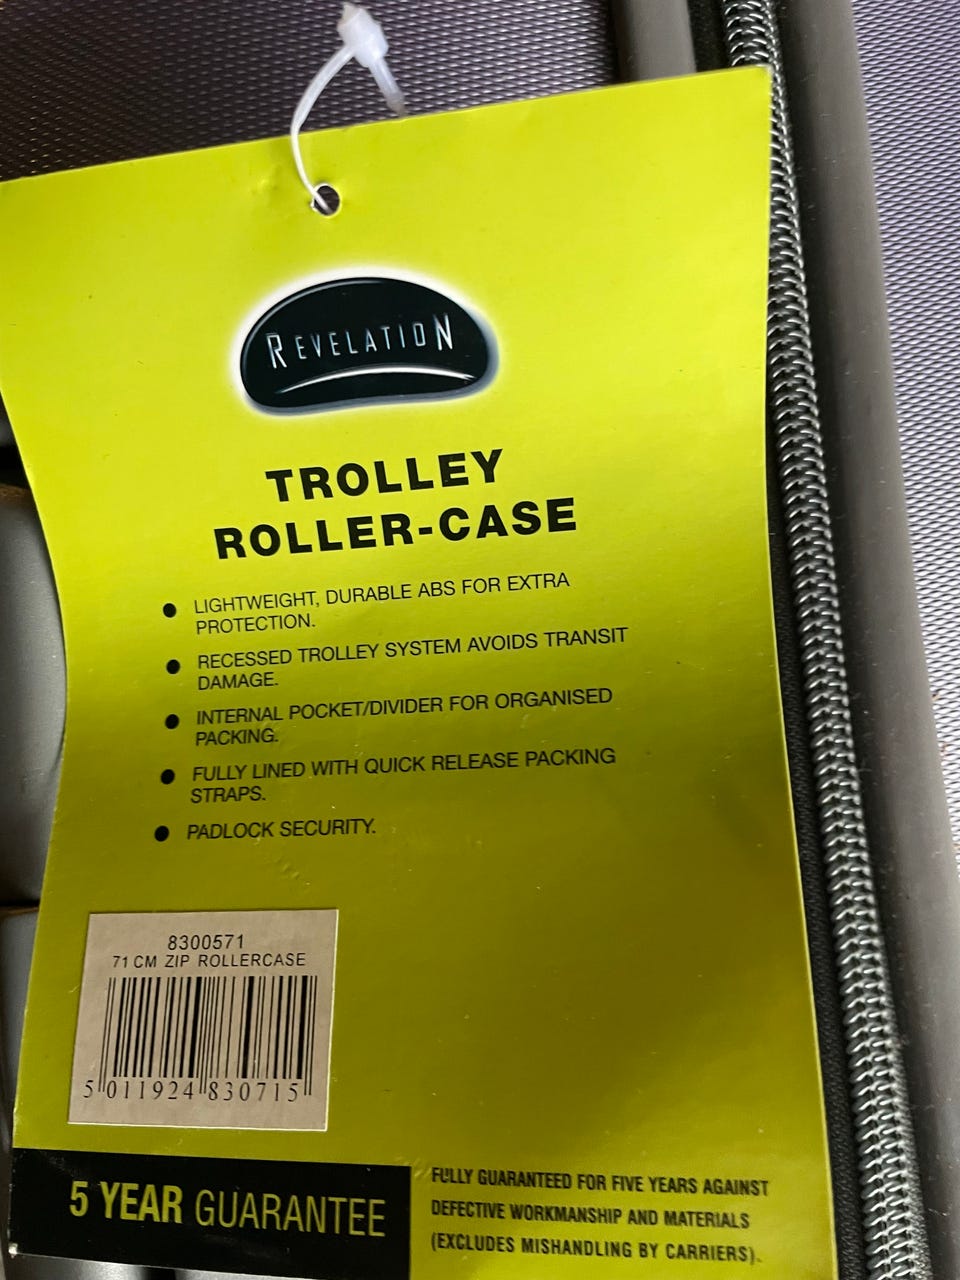 REVELATION
TROLLEY
ROLLER-CASE
● LIGHTWEIGHT, DURABLE ABS FOR EXTRA
PROTECTION.
● RECESSED TROLLEY SYSTEM AVOIDS TRANSIT
DAMAGE.
● INTERNAL POCKET/DIVIDER FOR ORGANISED
PACKING.
● FULLY LINED WITH QUICK RELEASE PACKING
STRAPS.
● PADLOCK SECURITY.
8300571
71 CM ZIP ROLLERCASE
5 011924 830715
5 YEAR GUARANTEE
FULLY GUARANTEED FOR FIVE YEARS AGAINST
DEFECTIVE WORKMANSHIP AND MATERIALS
(EXCLUDES MISHANDLING BY CARRIERS).